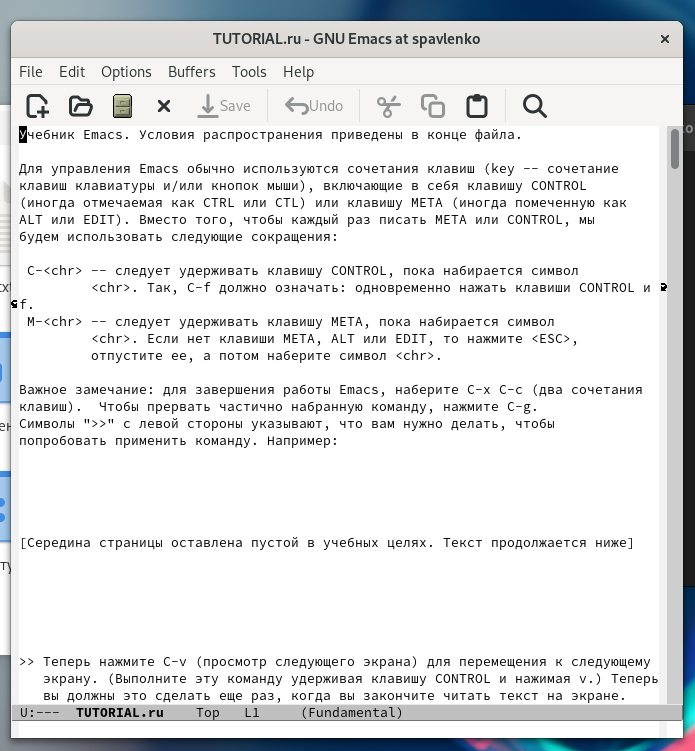 TUTORIAL.ru - GNU Emacs at spavlenko
File Edit Options Buffers Tools Help
Save Undo
Учебник Emacs. Условия распространения приведены в конце файла.
Для управления Emacs обычно используются сочетания клавиш (key -- сочетание
клавиш клавиатуры и/или кнопок мыши), включающие в себя клавишу CONTROL
(иногда отмечаемая как CTRL или CTL) или клавишу META (иногда помеченную как
ALT или EDIT). Вместо того, чтобы каждый раз писать META или CONTROL, мы
будем использовать следующие сокращения:
C-<chr> -- следует удерживать клавишу CONTROL, пока набирается символ
<chr>. Так, C-f должно означать: одновременно нажать клавиши CONTROL и
f.
M-<chr> -- следует удерживать клавишу META, пока набирается символ
<chr>. Если нет клавиши META, ALT или EDIT, то нажмите <ESC>,
отпустите ее, а потом наберите символ <chr>.
Важное замечание: для завершения работы Emacs, наберите C-x C-c (два сочетания
клавиш).  Чтобы прервать частично набранную команду, нажмите C-g.
Символы ">>" с левой стороны указывают, что вам нужно делать, чтобы
попробовать применить команду. Например:
[Середина страницы оставлена пустой в учебных целях. Текст продолжается ниже]
>> Теперь нажмите C-v (просмотр следующего экрана) для перемещения к следующему
экрану. (Выполните эту команду удерживая клавишу CONTROL и нажимая v.) Теперь
вы должны это сделать еще раз, когда вы закончите читать текст на экране.
U:---  TUTORIAL.ru    Top   L1     (Fundamental)